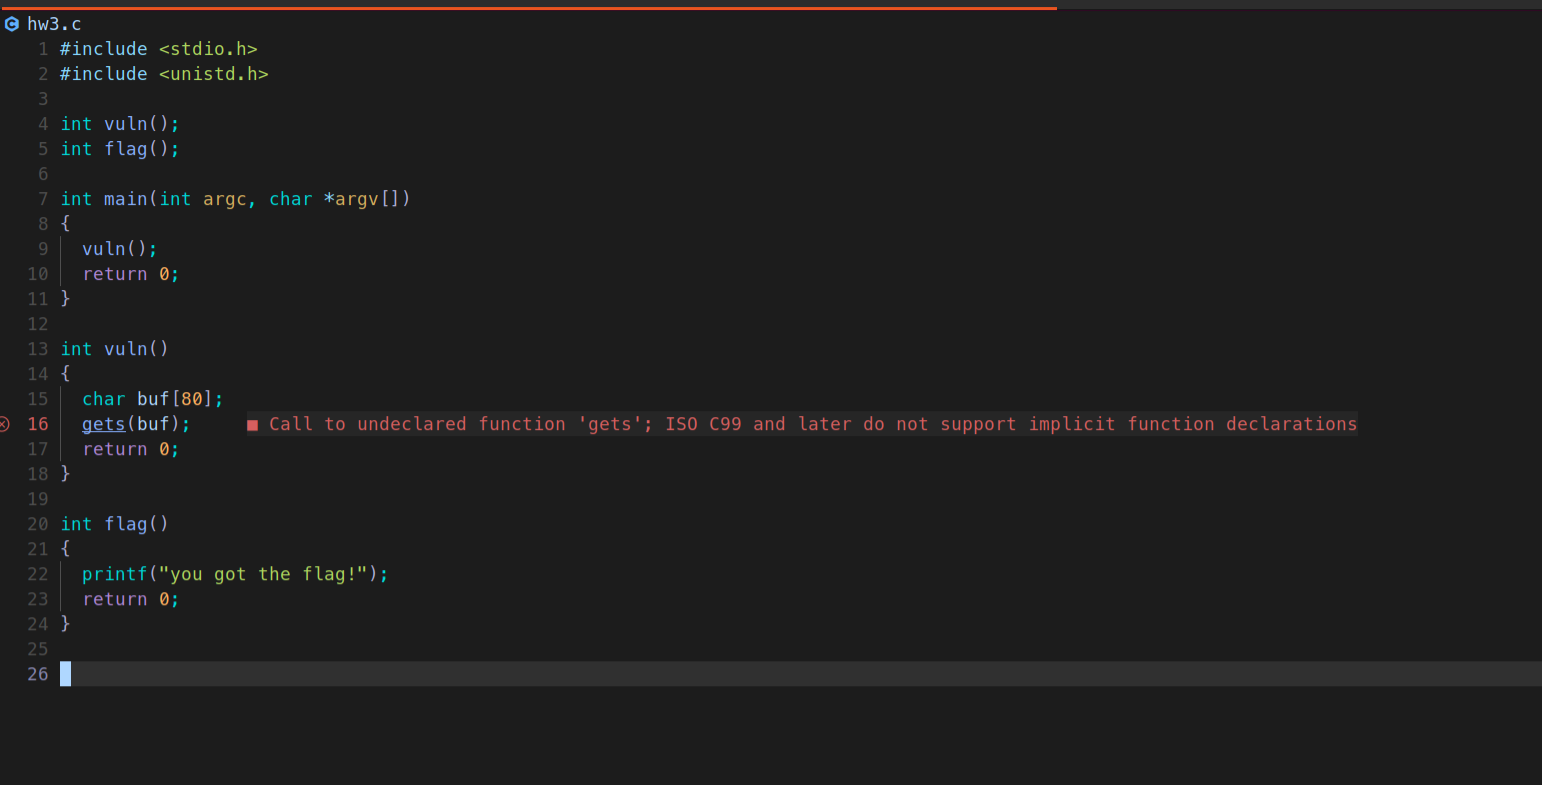 hw3.c
1 #include <stdio.h>
2 #include <unistd.h>
3
4 int vuln();
5 int flag();
6
7 int main(int argc, char *argv[])
8 {
9   vuln();
10   return 0;
11 }
12
13 int vuln()
14 {
15   char buf[80];
16   gets(buf);     ■ Call to undeclared function 'gets'; ISO C99 and later do not support implicit function declarations
17   return 0;
18 }
19
20 int flag()
21 {
22   printf("you got the flag!");
23   return 0;
24 }
25
26